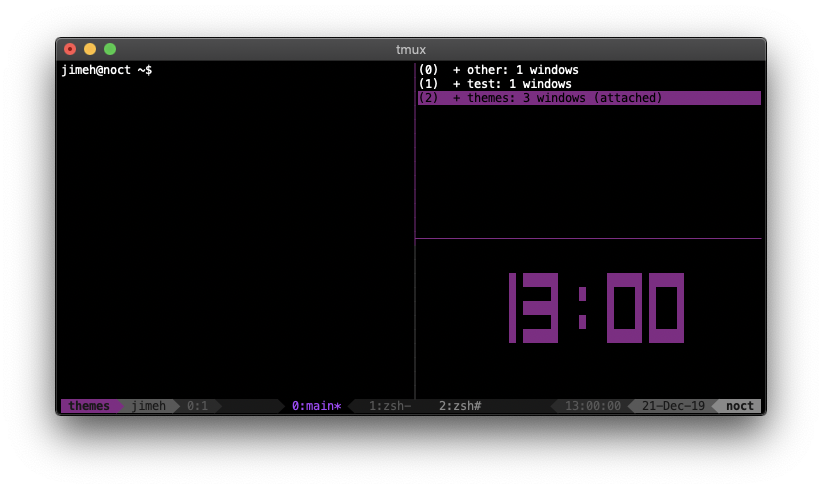 tmux
jimeh@noct ~$
(0)  + other: 1 windows
(1)  + test: 1 windows
(2)  + themes: 3 windows (attached)
13:00
themes jimeh 0:1 0:main* 1:zsh- 2:zsh# 13:00:00 21-Dec-19 noct